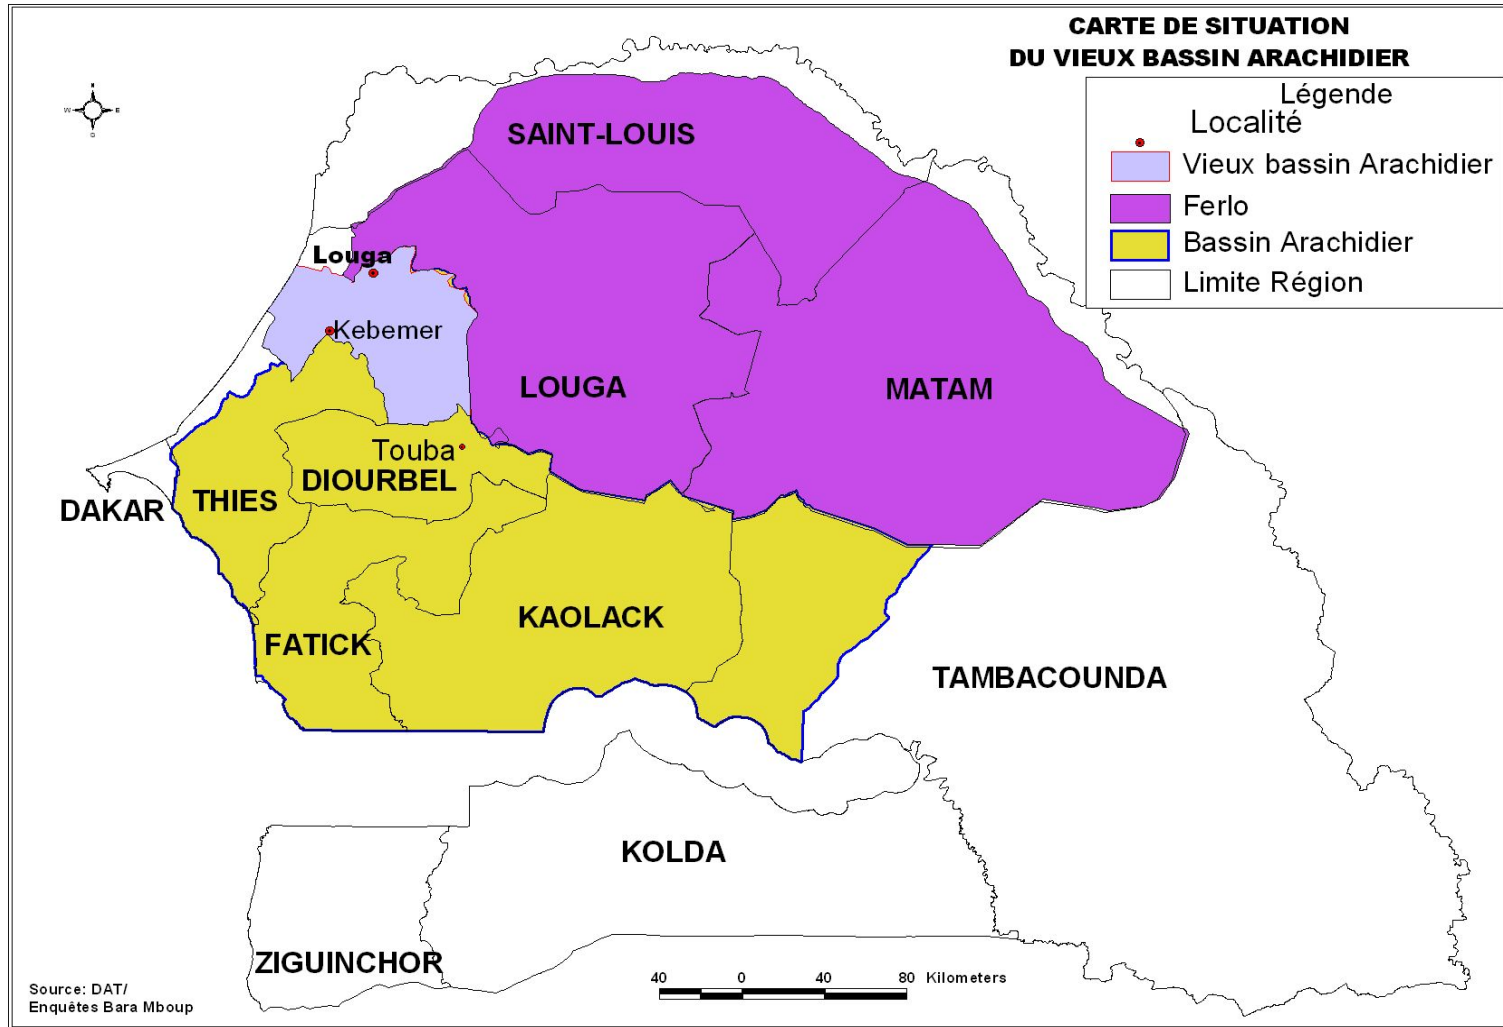 CARTE DE SITUATION
DU VIEUX BASSIN ARACHIDIER
Légende
Localité
Vieux bassin Arachidier
Ferlo
Bassin Arachidier
Limite Région
W
E
SAINT-LOUIS
Louga
Kebemer
LOUGA
MATAM
Touba
DIOURBEL
THIES
DAKAR
KAOLACK
FATICK
TAMBACOUNDA
KOLDA
ZIGUINCHOR
40 0 40 80 Kilometers
Source: DAT/
Enquêtes Bara Mboup